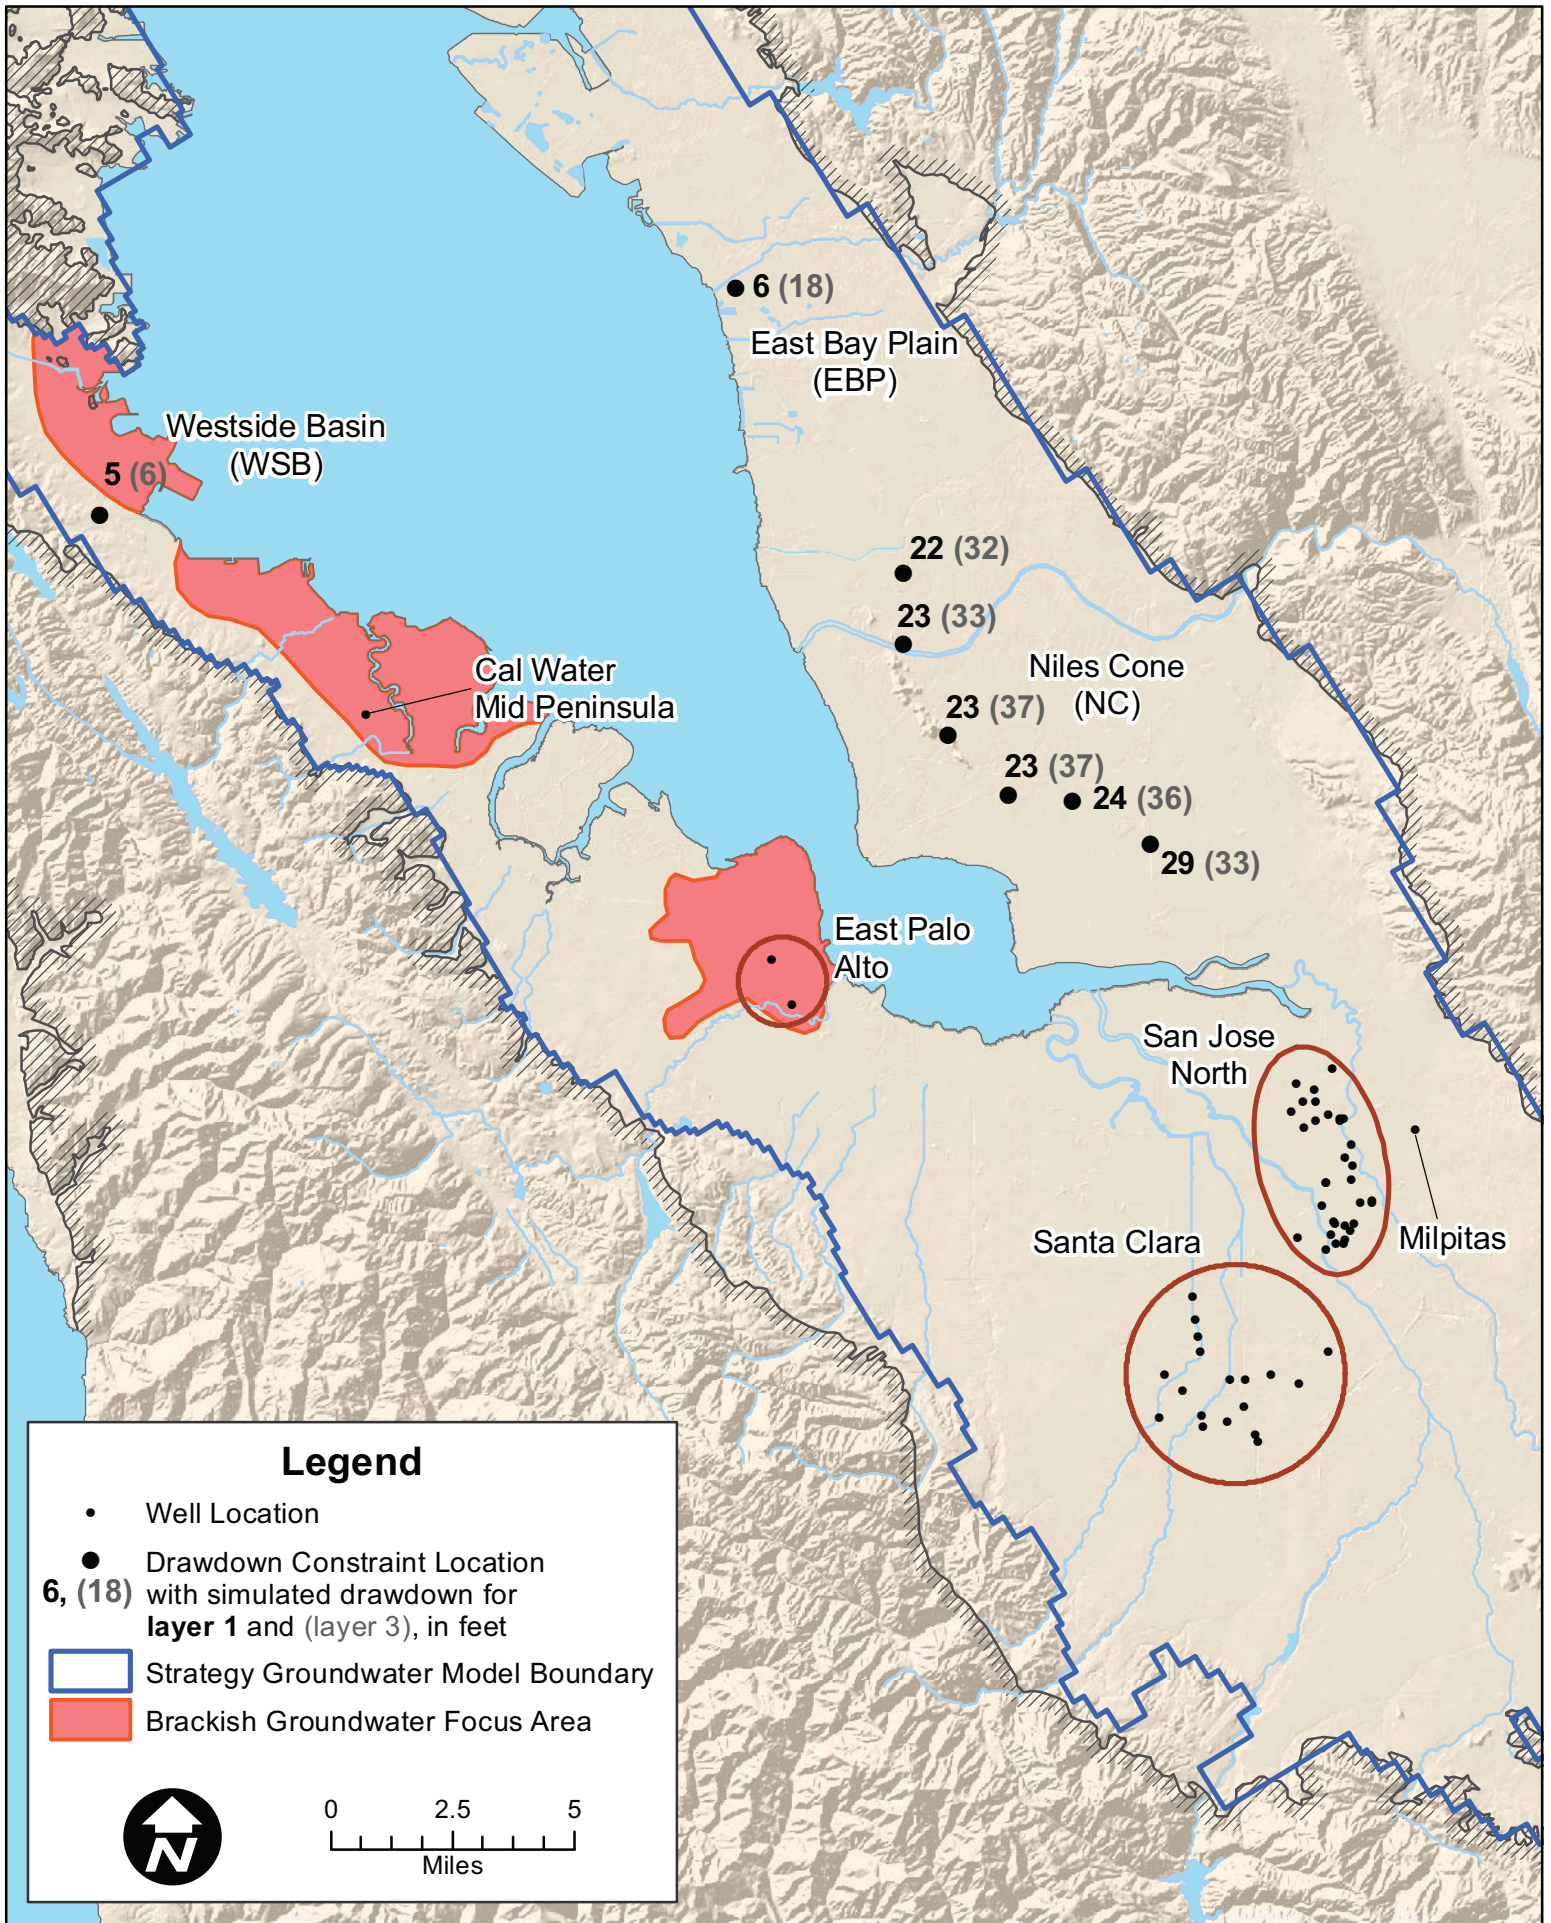 6 (18)
East Bay Plain
(EBP)
Westside Basin
(WSB)
5 (6)
22 (32)
23 (33)
Niles Cone
(NC)
Cal Water
Mid Peninsula
23 (37)
23 (37)
24 (36)
29 (33)
East Palo
Alto
San Jose
North
Santa Clara
Milpitas
Legend
Well Location
Drawdown Constraint Location
6, (18) with simulated drawdown for
layer 1 and (layer 3), in feet
Strategy Groundwater Model Boundary
Brackish Groundwater Focus Area
N
0 2.5 5
Miles